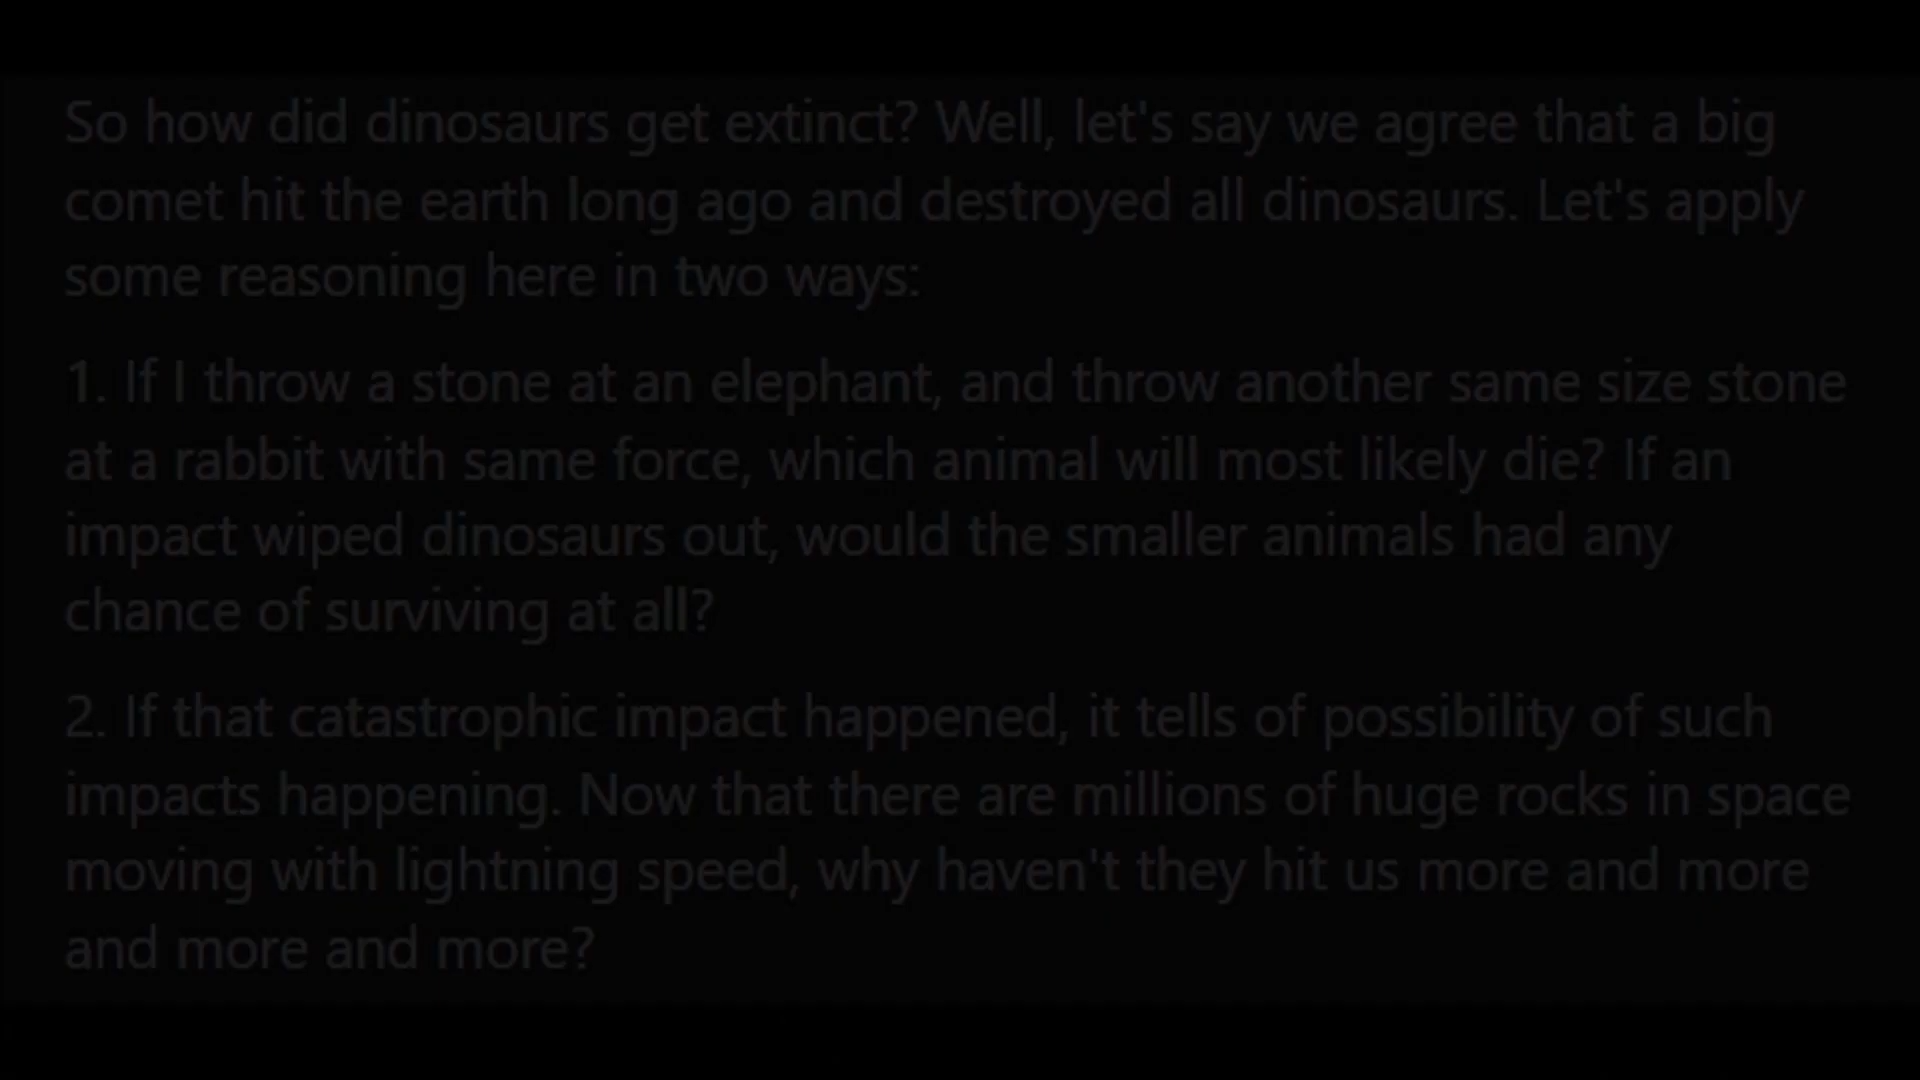 So how did dinosaurs get extinct? Well, let's say we agree that a big
comet hit the earth long ago and destroyed all dinosaurs. Let's apply
some reasoning here in two ways:
1. If I throw a stone at an elephant, and throw another same size stone
at a rabbit with same force, which animal will most likely die? If an
impact wiped dinosaurs out, would the smaller animals had any
chance of surviving at all?
2. If that catastrophic impact happened, it tells of possibility of such
impacts happening. Now that there are millions of huge rocks in space
moving with lightning speed, why haven't they hit us more and more
and more and more?